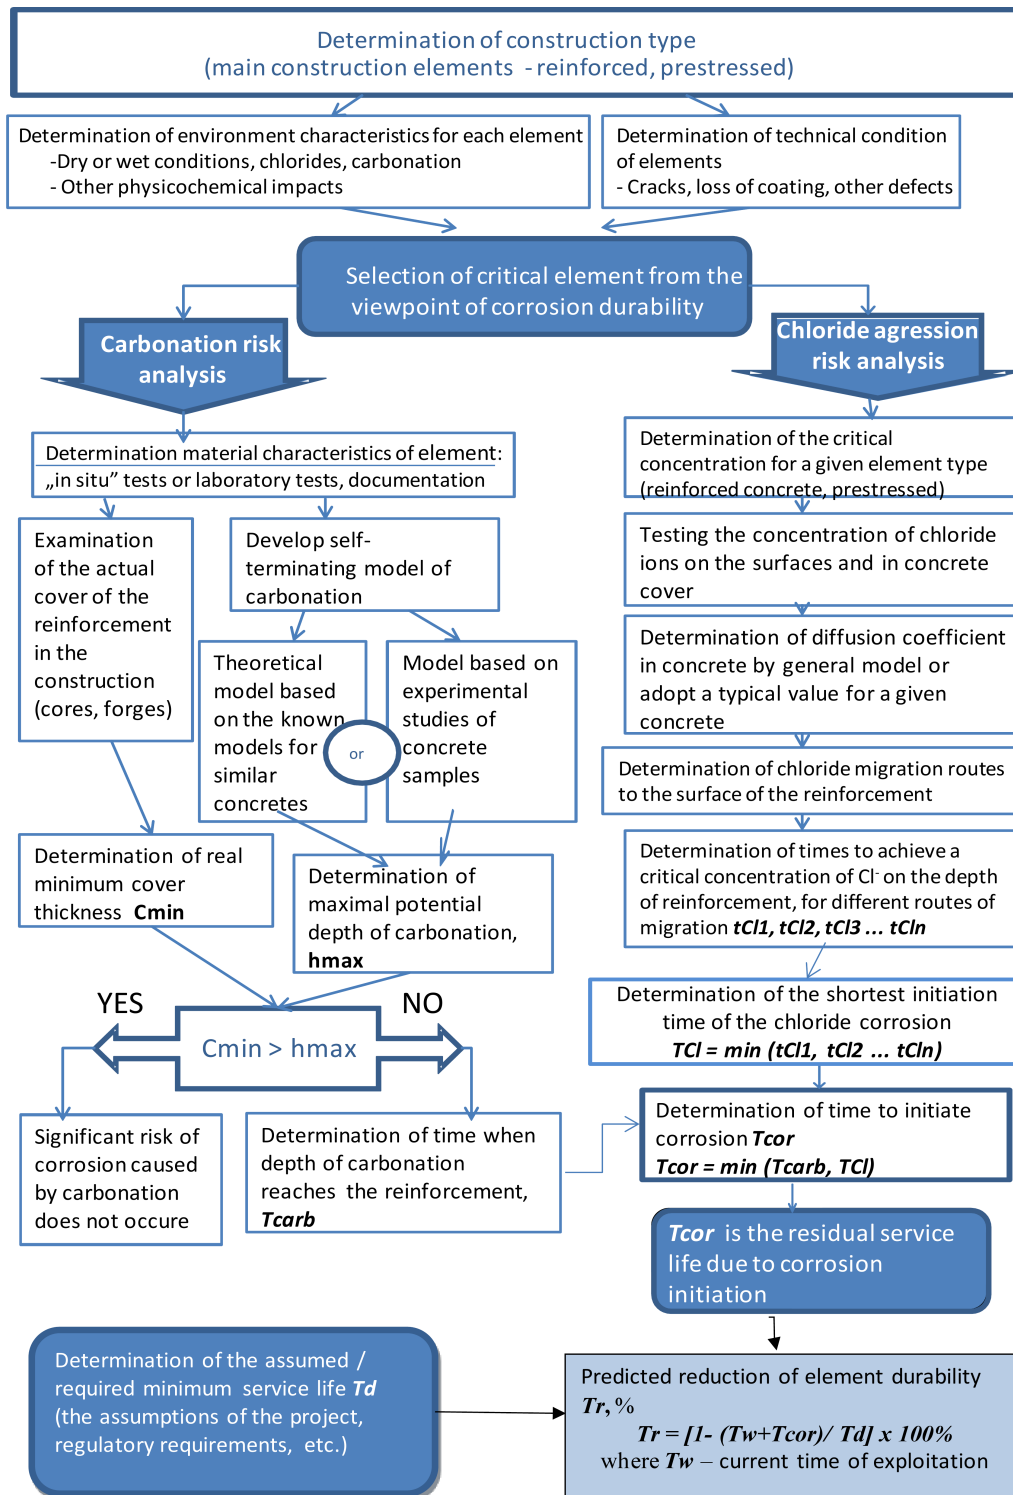 Determination of construction type
(main construction elements - reinforced, prestressed)
Determination of environment characteristics for each element
-Dry or wet conditions, chlorides, carbonation
- Other physicochemical impacts
Determination of technical condition
of elements
- Cracks, loss of coating, other defects
Selection of critical element from the
viewpoint of corrosion durability
Carbonation risk
analysis
Chloride agression
risk analysis
Determination material characteristics of element:
„in situ” tests or laboratory tests, documentation
Examination
of the actual
cover of the
reinforcement
in the
construction
(cores, forges)
Develop self-
terminating model of
carbonation
Theoretical
model based
on the known
models for
similar
concretes
or
Model based on
experimental
studies of
concrete
samples
Determination of real
minimum cover
thickness Cmin
Determination of
maximal potential
depth of carbonation,
hmax
YES
NO
Cmin > hmax
Significant risk of
corrosion caused
by carbonation
does not occure
Determination of time when
depth of carbonation
reaches the reinforcement,
Tcarb
Determination of the critical
concentration for a given element type
(reinforced concrete, prestressed)
Testing the concentration of chloride
ions on the surfaces and in concrete
cover
Determination of diffusion coefficient
in concrete by general model or
adopt a typical value for a given
concrete
Determination of chloride migration routes
to the surface of the reinforcement
Determination of times to achieve a
critical concentration of Cl⁻ on the depth
of reinforcement, for different routes of
migration tCl1, tCl2, tCl3 ... tCln
Determination of the shortest initiation
time of the chloride corrosion
TCl = min (tCl1, tCl2 ... tCln)
Determination of time to initiate
corrosion Tcor
Tcor = min (Tcarb, TCl)
Tcor is the residual service
life due to corrosion
initiation
Determination of the assumed /
required minimum service life Td
(the assumptions of the project,
regulatory requirements, etc.)
Predicted reduction of element durability
Tr, %
Tr = [1- (Tw+Tcor)/ Td] x 100%
where Tw – current time of exploitation